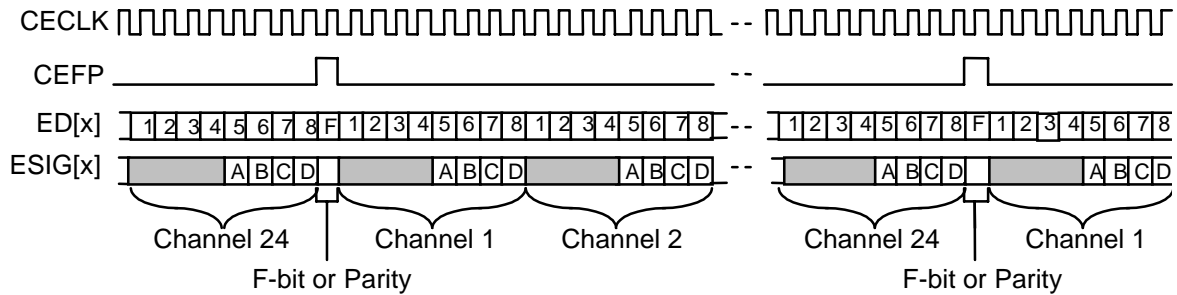 CECLK - -
CEFP - -
ED[x] 1 2 3 4 5 6 7 8 F 1 2 3 4 5 6 7 8 1 2 3 4 5 6 7 8 - - 1 2 3 4 5 6 7 8 F 1 2 3 4 5 6 7 8
ESIG[x] A B C D A B C D A B C D - - A B C D A B C D
Channel 24 Channel 1 Channel 2 Channel 24 Channel 1
F-bit or Parity F-bit or Parity